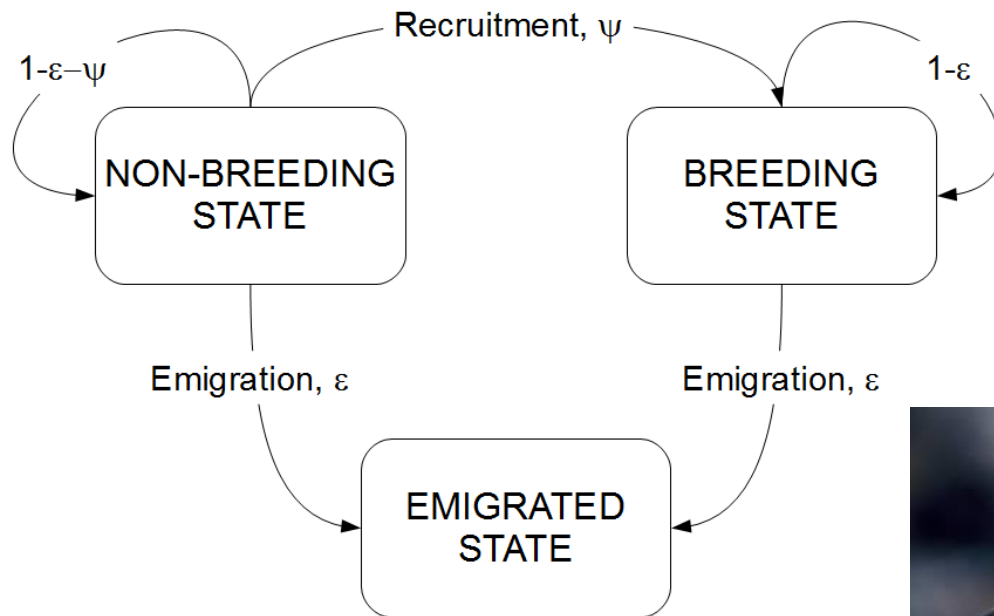 Recruitment, ψ
1-ε−ψ
1-ε
NON-BREEDING
STATE
BREEDING
STATE
Emigration, ε
Emigration, ε
EMIGRATED
STATE